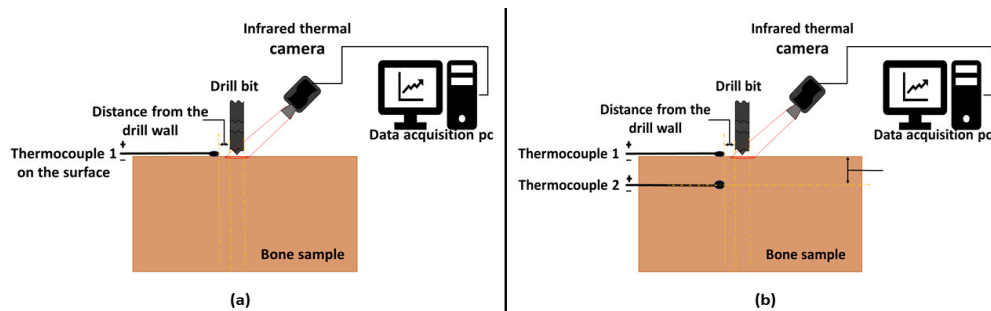 Infrared thermal
camera
Drill bit
Distance from the
drill wall
Data acquisition pc
+
Thermocouple 1
−
on the surface
Bone sample
(a)
Infrared thermal
camera
Drill bit
Distance from the
drill wall
Data acquisition pc
+
Thermocouple 1
−
+
Thermocouple 2
−
Bone sample
(b)